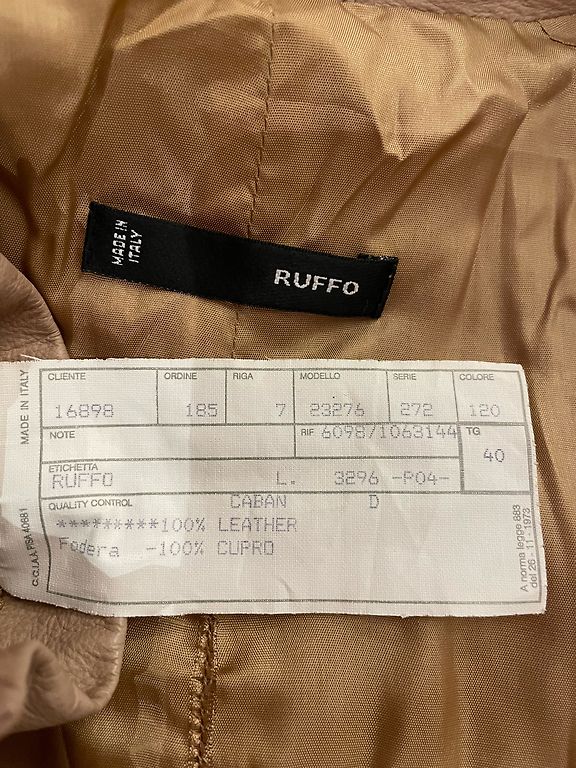 MADE IN
ITALY
RUFFO
MADE IN ITALY
CLIENTE ORDINE RIGA MODELLO SERIE COLORE
16898 185 7 23276 272 120
NOTE RIF 6098/1063144 TG
40
ETICHETTA
RUFFO L. 3296 -P04-
QUALITY CONTROL CABAN D
*********100% LEATHER
Fodera -100% CUPRO
C.C.I.A.A. PISA 40681
A norma legge 883
del 26 - 11 - 1973